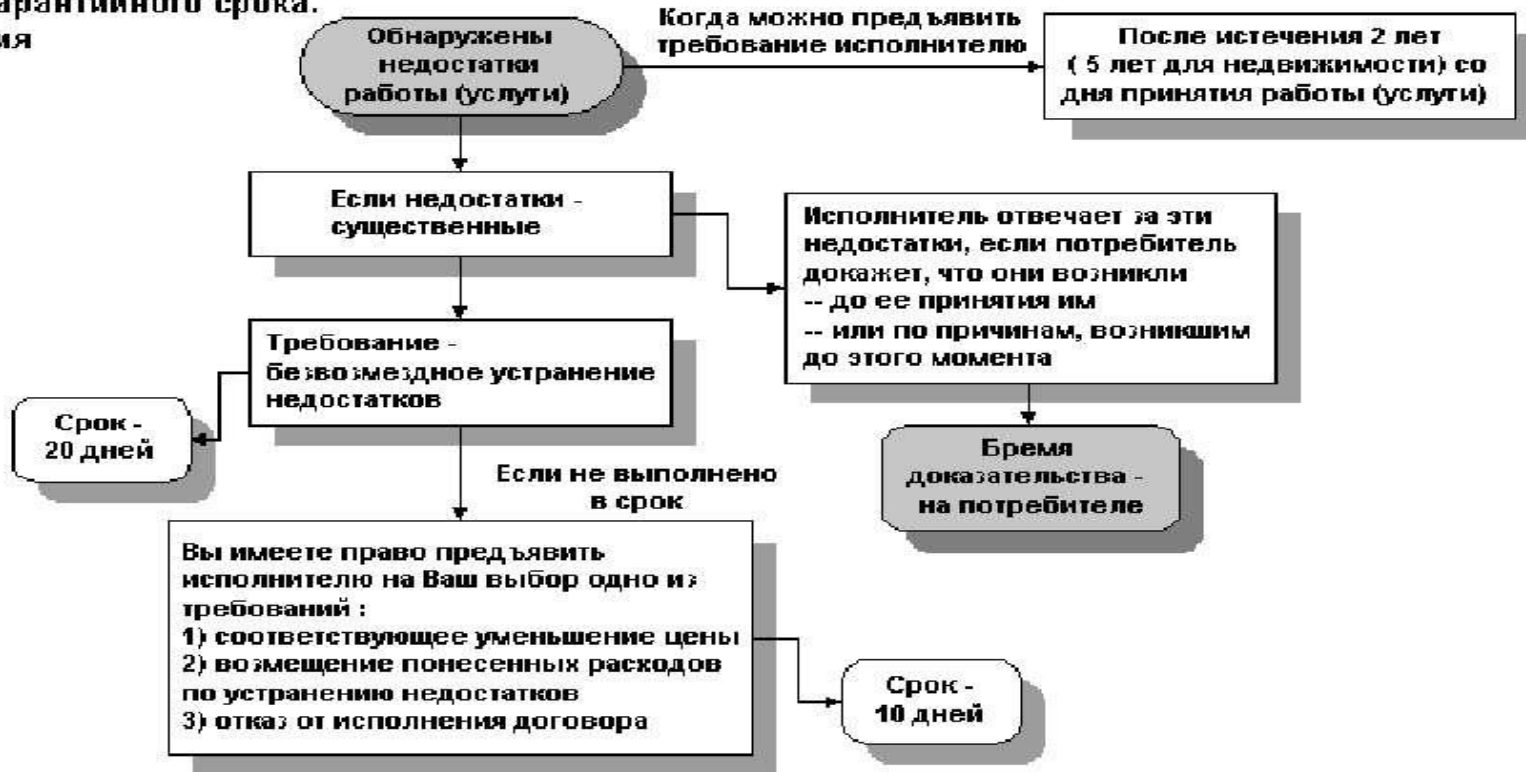 арантийного срока.
ия
Обнаружены
недостатки
работы (услуги)
Когда можно предъявить
требование исполнителю
После истечения 2 лет
( 5 лет для недвижимости) со
дня принятия работы (услуги)
Если недостатки -
существенные
Исполнитель отвечает за эти
недостатки, если потребитель
докажет, что они возникли
-- до ее принятия им
-- или по причинам, возникшим
до этого момента
Требование -
безвозмездное устранение
недостатков
Срок -
20 дней
Бремя
доказательства -
на потребителе
Если не выполнено
в срок
Вы имеете право предъявить
исполнителю на Ваш выбор одно из
требований :
1) соответствующее уменьшение цены
2) возмещение понесенных расходов
по устранению недостатков
3) отказ от исполнения договора
Срок -
10 дней